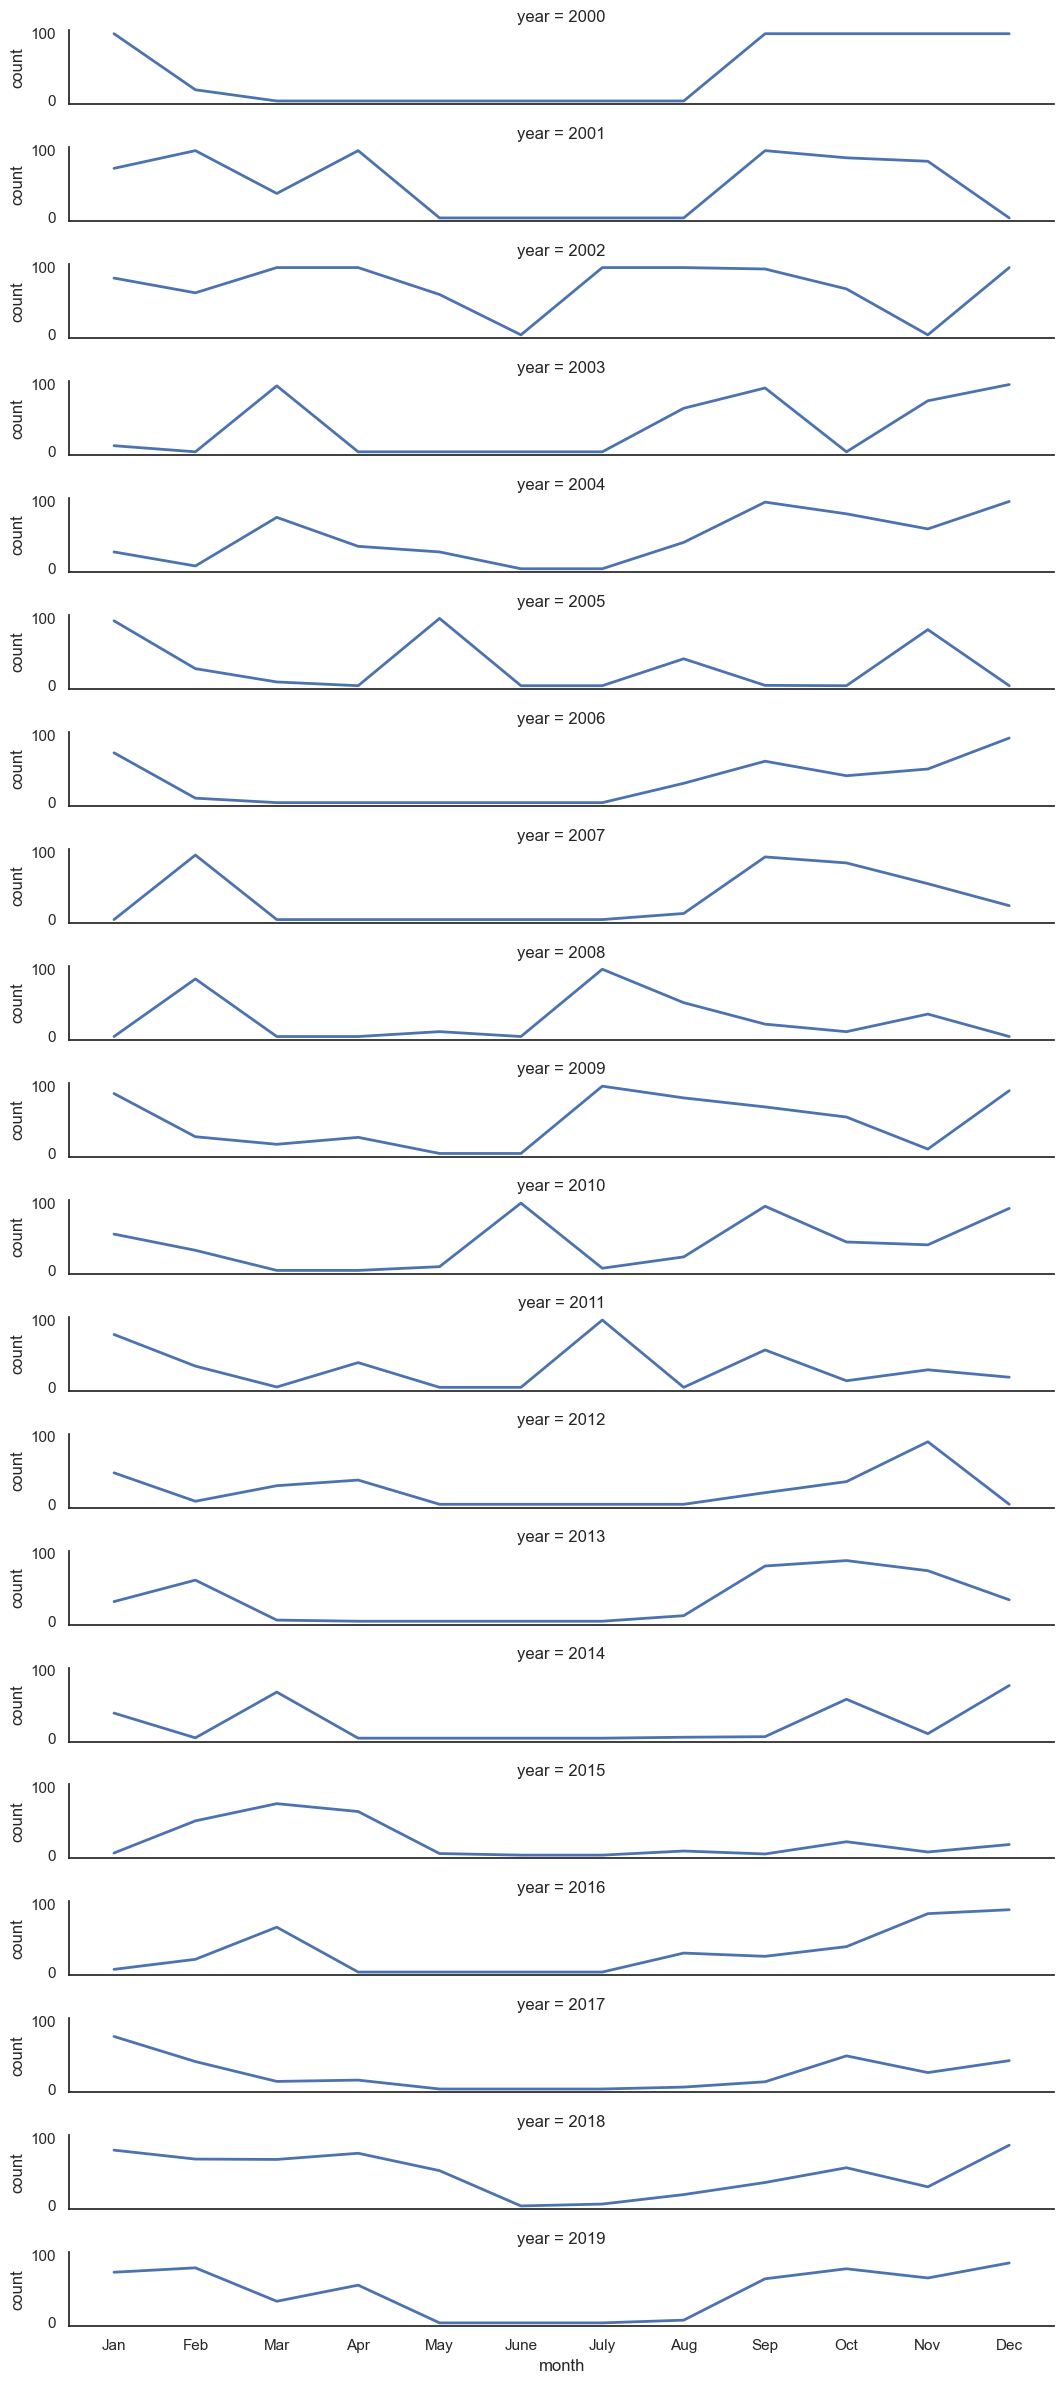 year = 2000
100
count
0
year = 2001
100
count
0
year = 2002
100
count
0
year = 2003
100
count
0
year = 2004
100
count
0
year = 2005
100
count
0
year = 2006
100
count
0
year = 2007
100
count
0
year = 2008
100
count
0
year = 2009
100
count
0
year = 2010
100
count
0
year = 2011
100
count
0
year = 2012
100
count
0
year = 2013
100
count
0
year = 2014
100
count
0
year = 2015
100
count
0
year = 2016
100
count
0
year = 2017
100
count
0
year = 2018
100
count
0
year = 2019
100
count
0
Jan Feb Mar Apr May June July Aug Sep Oct Nov Dec
month